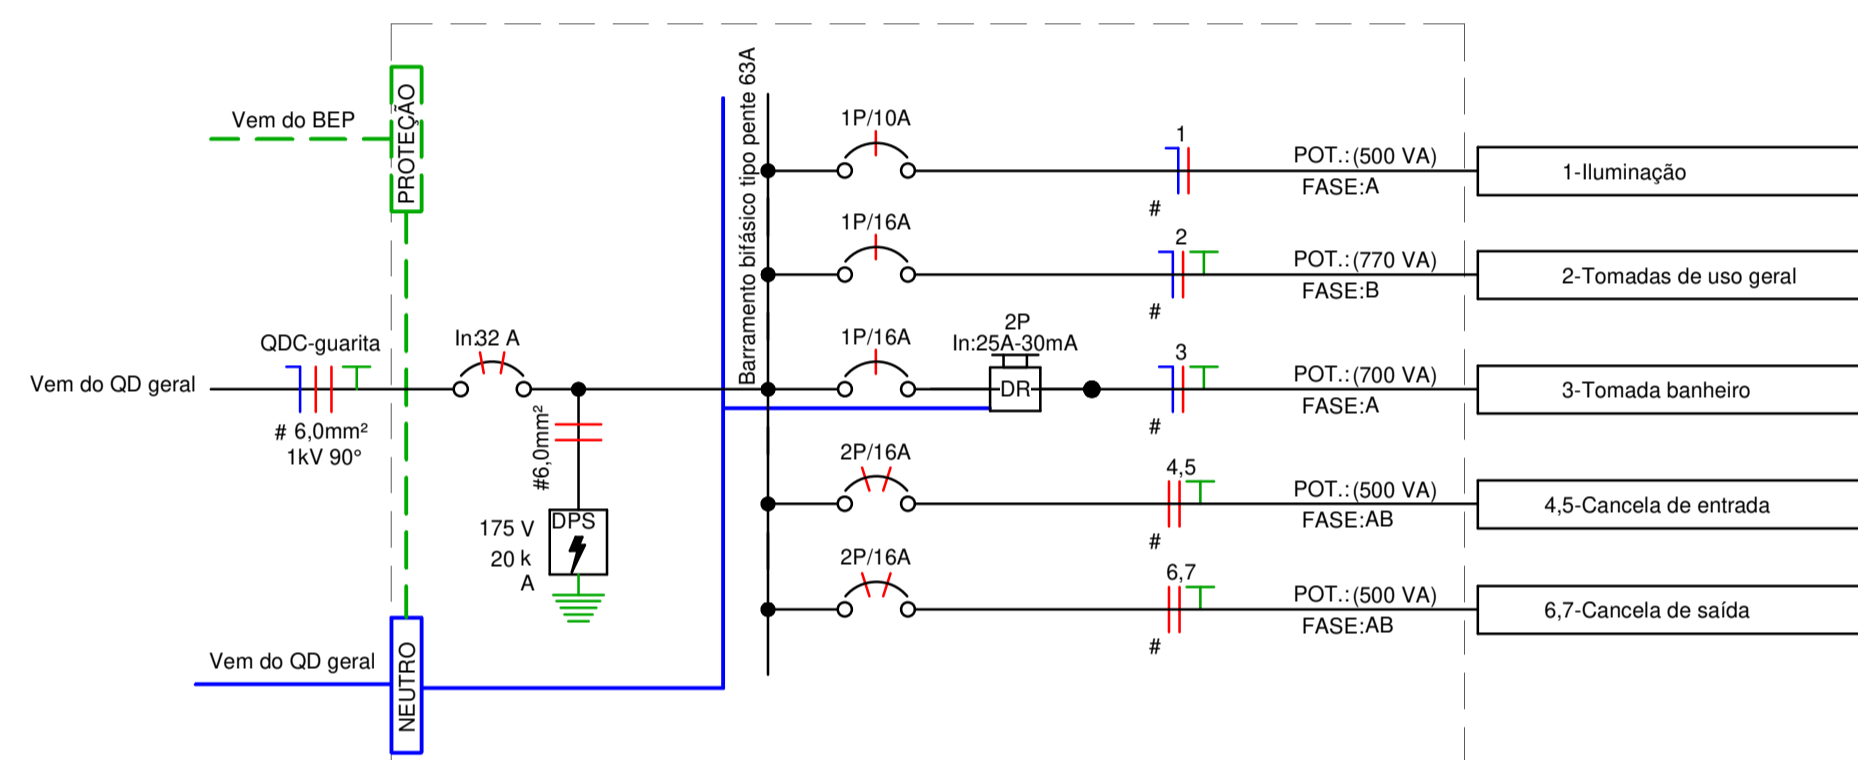 Vem do BEP
PROTEÇÃO
QDC-guarita
Vem do QD geral
# 6,0mm²
1kV 90°
In:32 A
#6,0mm²
DPS
175 V
20 k
A
Vem do QD geral
NEUTRO
Barramento bifásico tipo pente 63A
1P/10A
1
#
POT.:(500 VA)
FASE:A
1-Iluminação
1P/16A
2
#
POT.:(770 VA)
FASE:B
2-Tomadas de uso geral
1P/16A
2P
In:25A-30mA
DR
3
#
POT.:(700 VA)
FASE:A
3-Tomada banheiro
2P/16A
4,5
#
POT.:(500 VA)
FASE:AB
4,5-Cancela de entrada
2P/16A
6,7
#
POT.:(500 VA)
FASE:AB
6,7-Cancela de saída